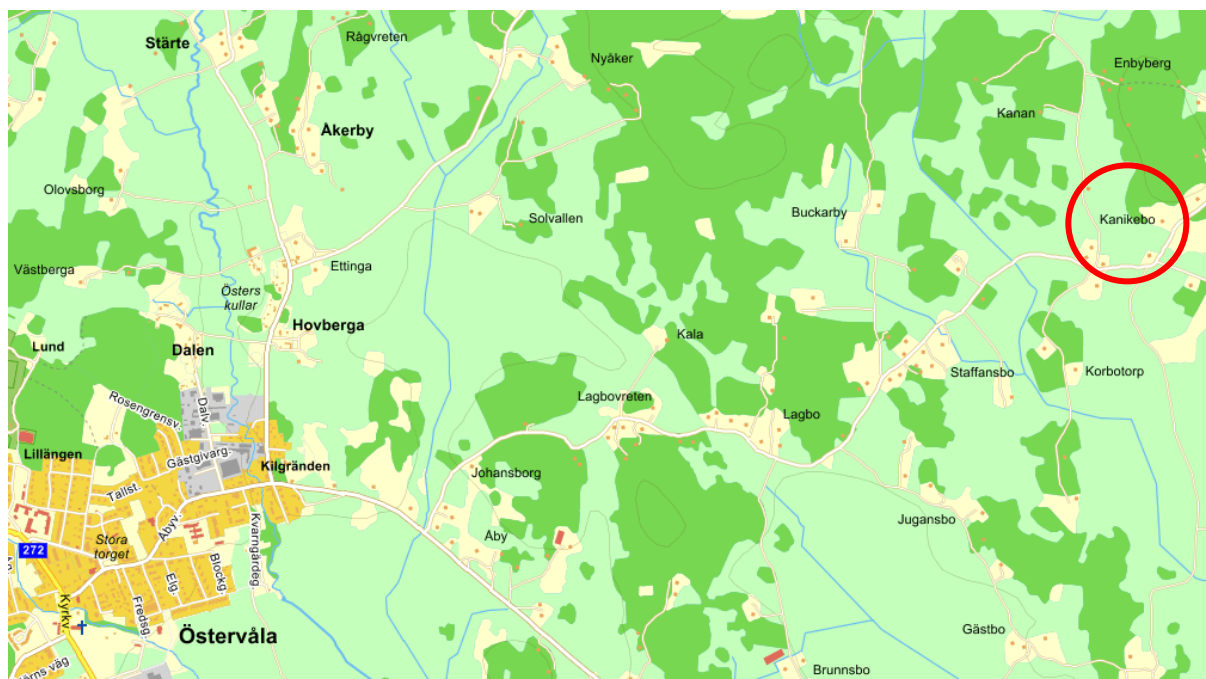 Stärte
Rågvreten
Nyåker
Enbyberg
Kanan
Åkerby
Olovsborg
Solvallen
Buckarby
Kanikebo
Västberga
Ettinga
Östers
kullar
Hovberga
Lund
Dalen
Kala
Staffansbo
Korbotorp
Rosengrensv.
Dalv.
Lagbovreten
Lagbo
Lillängen
Gästgivarg.
Kilgränden
Johansborg
Tallst.
Åbyv.
Kvarngärdeg.
Jugansbo
Stora
torget
Åby
272
Elg.
Blockg.
Fredsg.
Kyrkv.
Östervåla
Gästbo
Brunnsbo